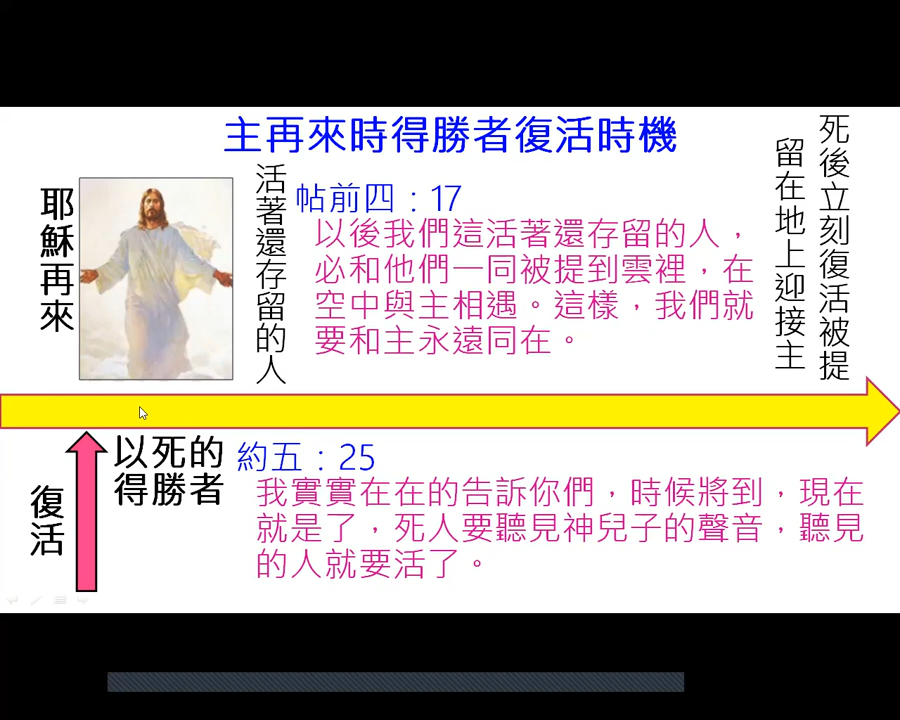 主再來時得勝者復活時機
耶穌再來
活著還存留的人
帖前四：17
以後我們這活著還存留的人，
必和他們一同被提到雲裡，在
空中與主相遇。這樣，我們就
要和主永遠同在。
死後立刻復活被提
留在地上迎接主
復活
以死的
得勝者
約五：25
我實實在在的告訴你們，時候將到，現在
就是了，死人要聽見神兒子的聲音，聽見
的人就要活了。